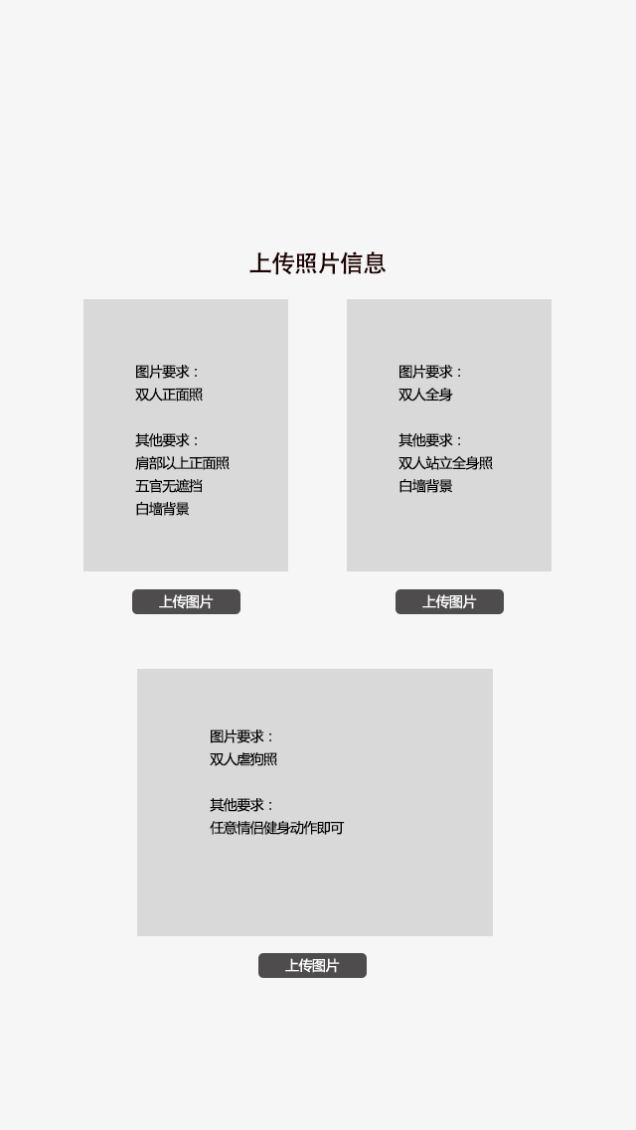 上传照片信息
图片要求：
双人正面照
其他要求：
肩部以上正面照
五官无遮挡
白墙背景
上传图片
图片要求：
双人全身
其他要求：
双人站立全身照
白墙背景
上传图片
图片要求：
双人虐狗照
其他要求：
任意情侣健身动作即可
上传图片